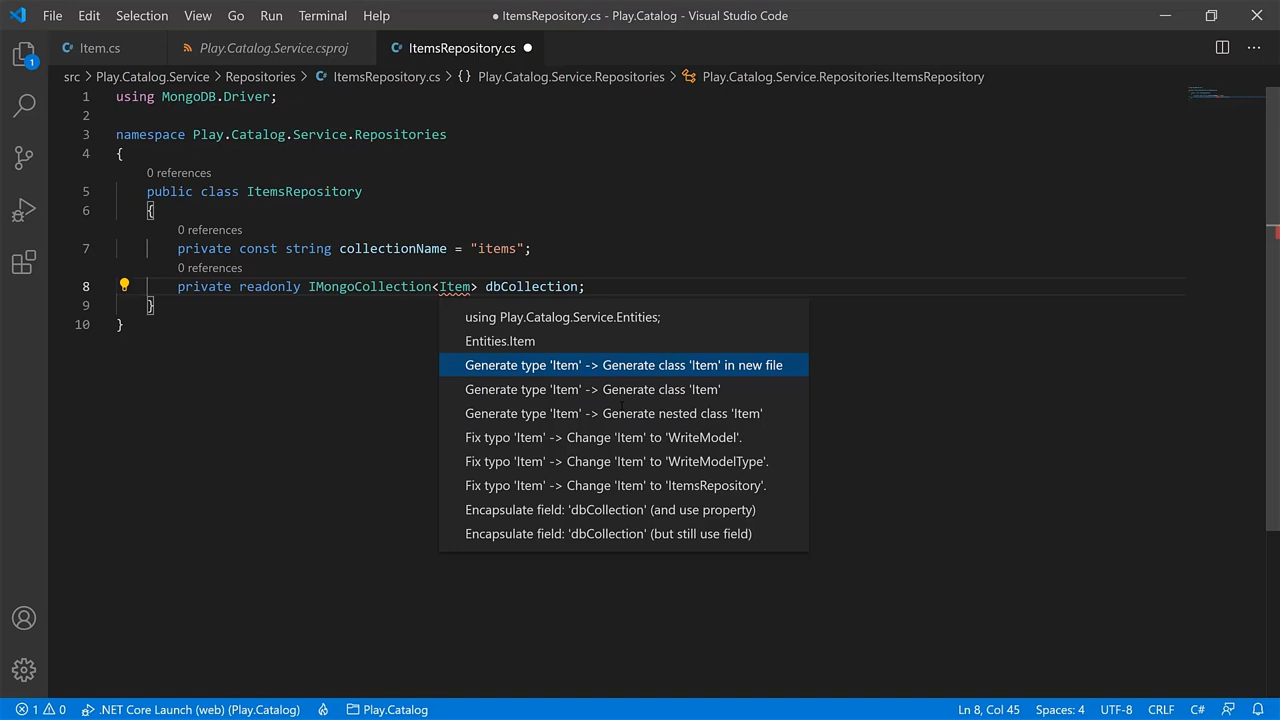 File Edit Selection View Go Run Terminal Help ● ItemsRepository.cs - Play.Catalog - Visual Studio Code
Item.cs Play.Catalog.Service.csproj ItemsRepository.cs
src > Play.Catalog.Service > Repositories > ItemsRepository.cs > {} Play.Catalog.Service.Repositories > Play.Catalog.Service.Repositories.ItemsRepository
1 using MongoDB.Driver;
2
3 namespace Play.Catalog.Service.Repositories
4 {
0 references
5 public class ItemsRepository
6 {
0 references
7 private const string collectionName = "items";
0 references
8 private readonly IMongoCollection<Item> dbCollection;
9 }
10 }
using Play.Catalog.Service.Entities;
Entities.Item
Generate type 'Item' -> Generate class 'Item' in new file
Generate type 'Item' -> Generate class 'Item'
Generate type 'Item' -> Generate nested class 'Item'
Fix typo 'Item' -> Change 'Item' to 'WriteModel'.
Fix typo 'Item' -> Change 'Item' to 'WriteModelType'.
Fix typo 'Item' -> Change 'Item' to 'ItemsRepository'.
Encapsulate field: 'dbCollection' (and use property)
Encapsulate field: 'dbCollection' (but still use field)
1
1 0 .NET Core Launch (web) (Play.Catalog) Play.Catalog Ln 8, Col 45 Spaces: 4 UTF-8 CRLF C#